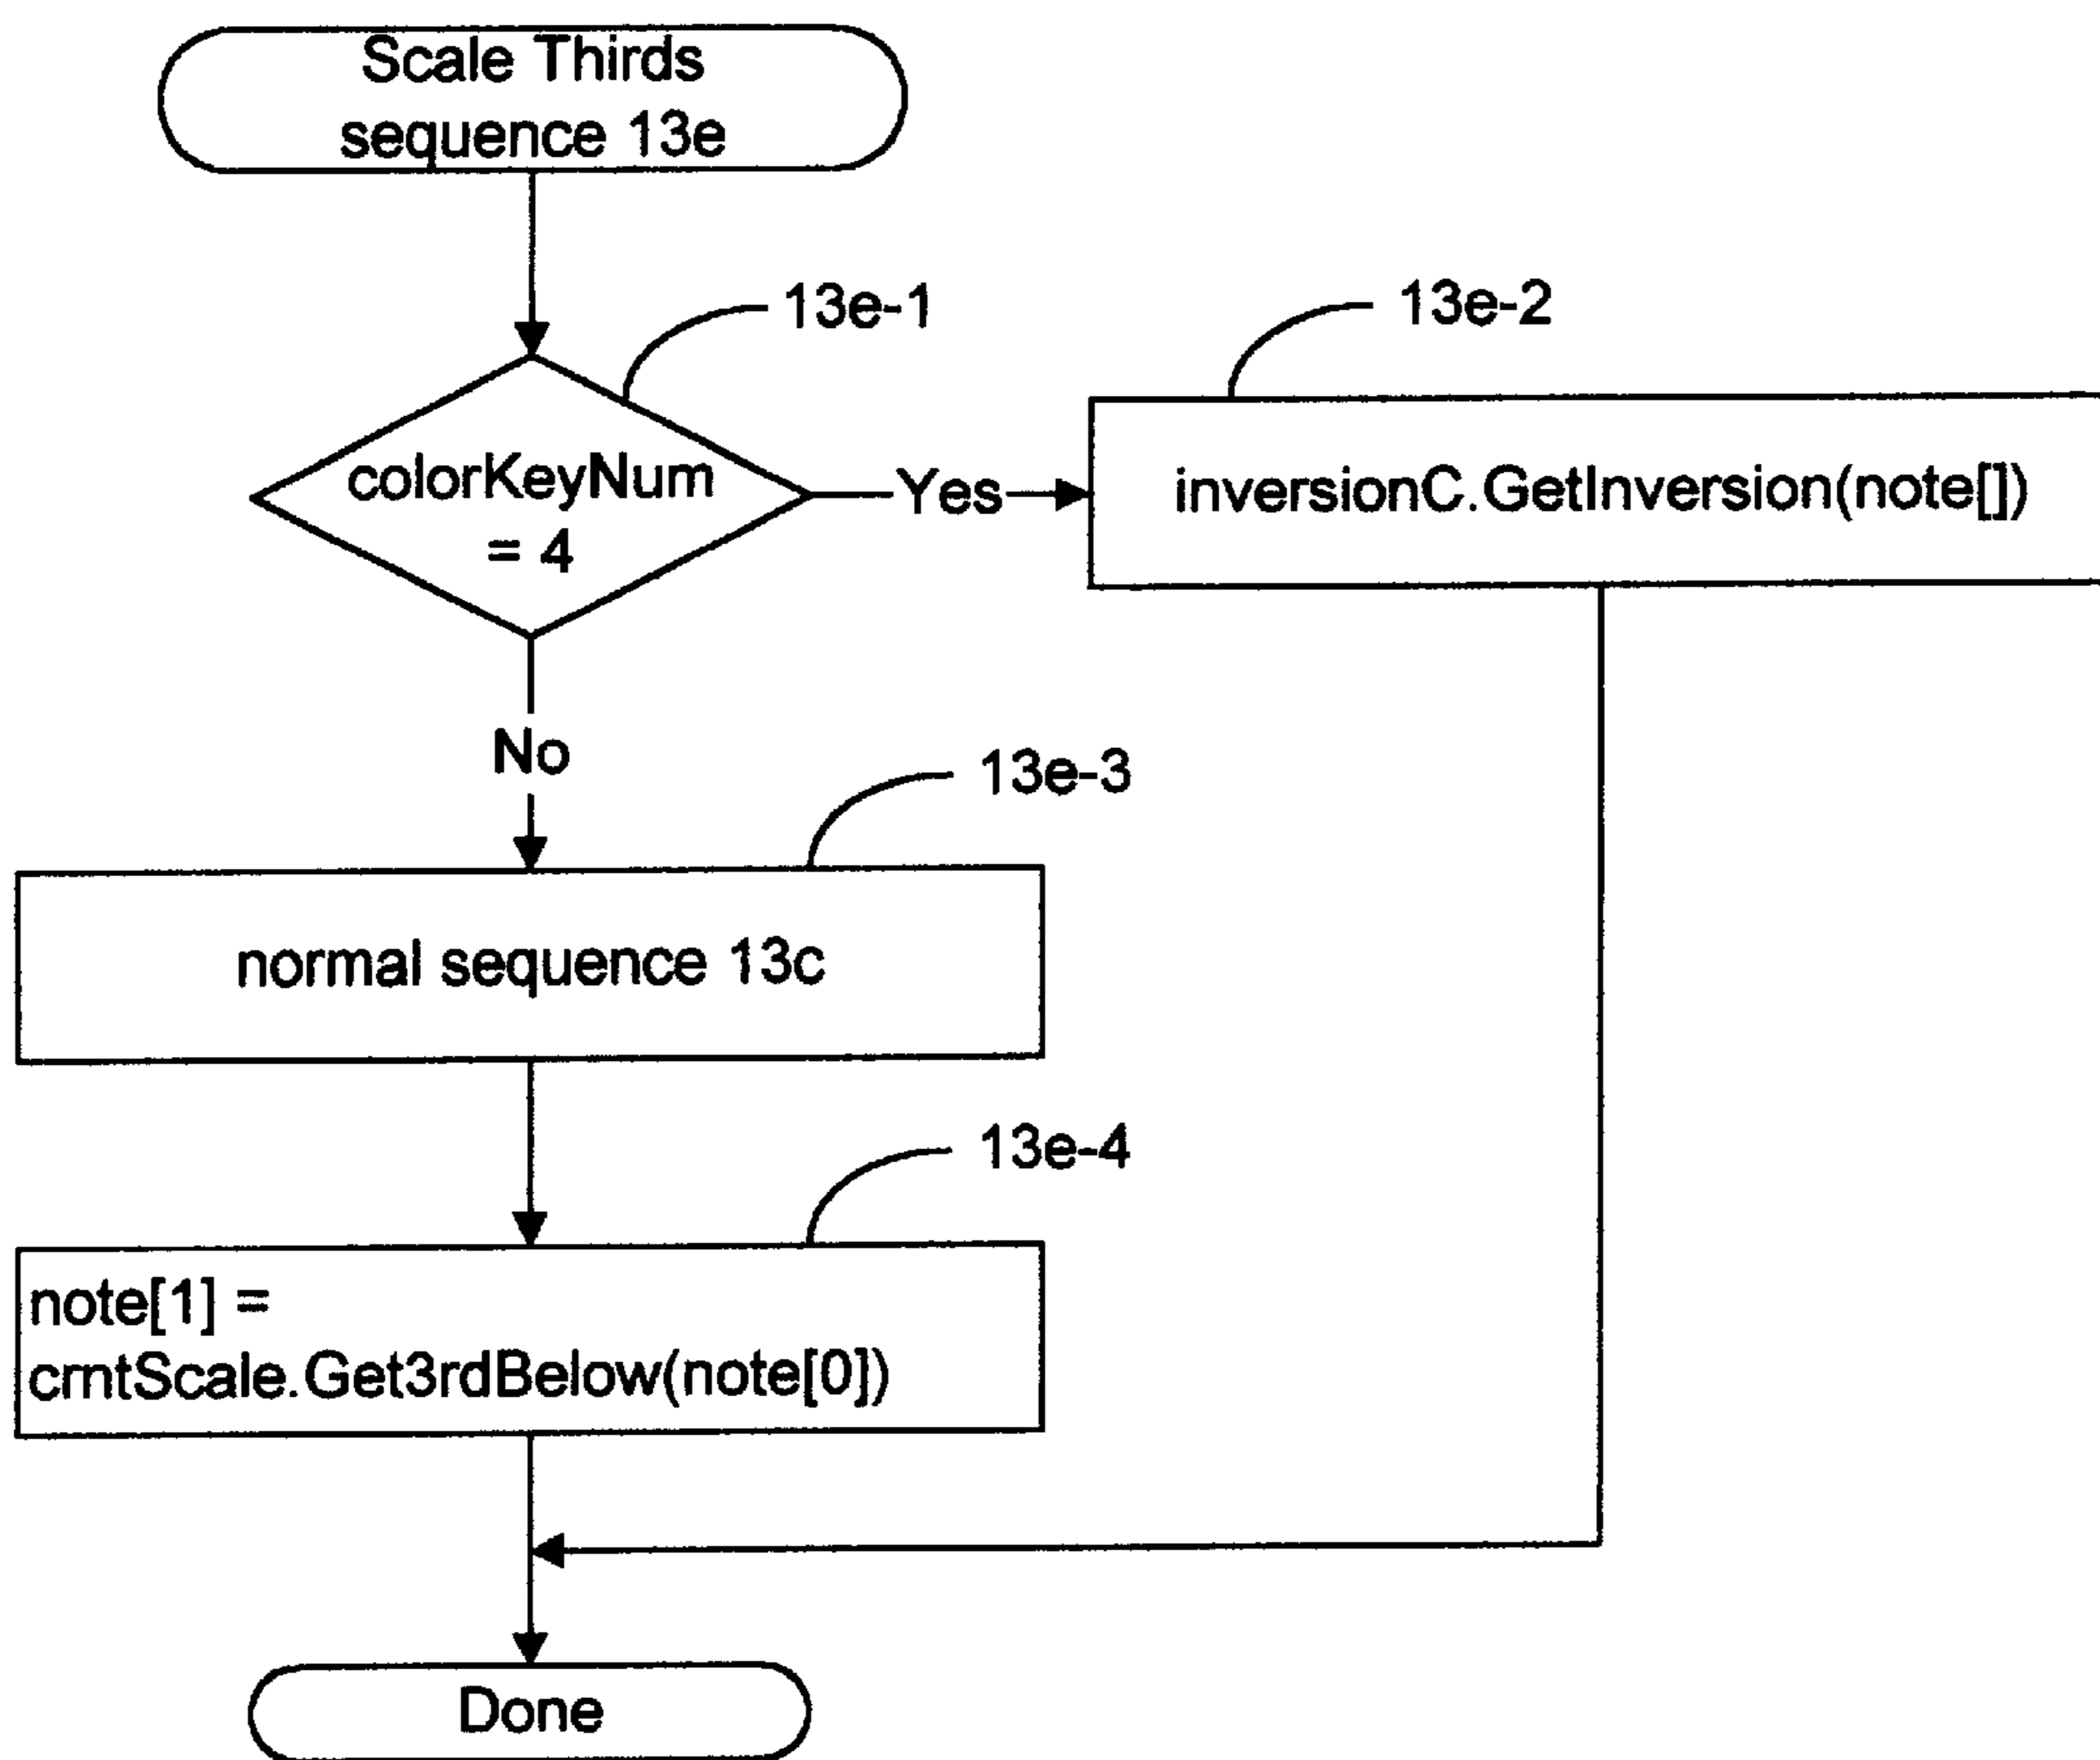 Scale Thirds
sequence 13e
13e-1
13e-2
colorKeyNum
= 4
Yes
inversionC.GetInversion(note[])
No
13e-3
normal sequence 13c
13e-4
note[1] =
crntScale.Get3rdBelow(note[0])
Done